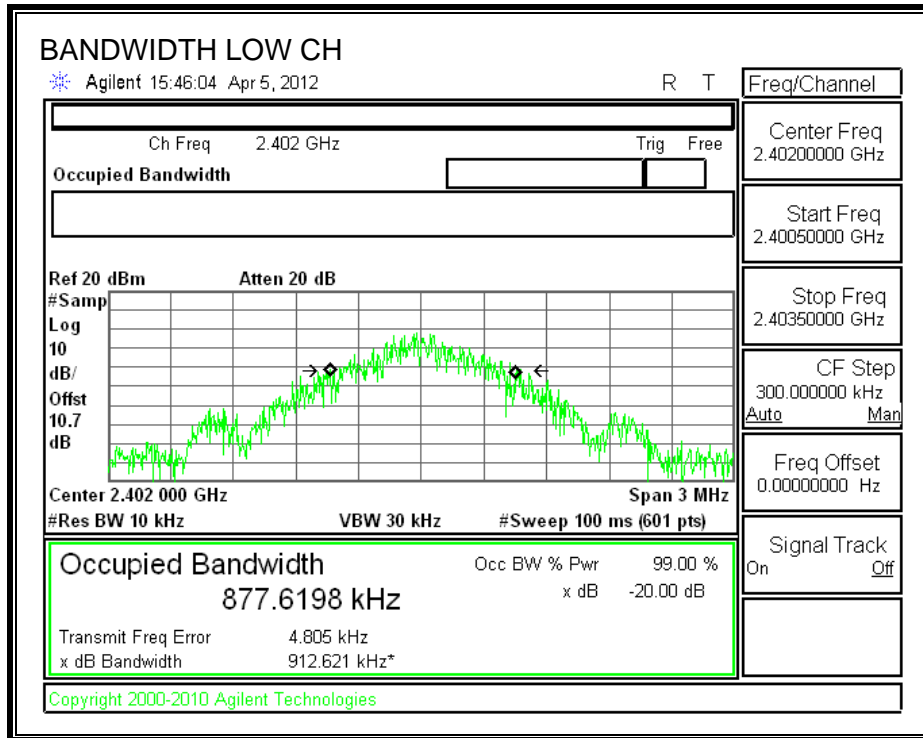 BANDWIDTH LOW CH
Agilent 15:46:04 Apr 5, 2012 R T
Ch Freq 2.402 GHz Trig Free
Occupied Bandwidth
Ref 20 dBm Atten 20 dB
#Samp
Log
10
dB/
Offst
10.7
dB
Center 2.402 000 GHz Span 3 MHz
#Res BW 10 kHz VBW 30 kHz #Sweep 100 ms (601 pts)
Occupied Bandwidth Occ BW % Pwr 99.00 %
877.6198 kHz x dB -20.00 dB
Transmit Freq Error 4.805 kHz
x dB Bandwidth 912.621 kHz*
Copyright 2000-2010 Agilent Technologies
Freq/Channel
Center Freq
2.40200000 GHz
Start Freq
2.40050000 GHz
Stop Freq
2.40350000 GHz
CF Step
300.000000 kHz
Auto Man
Freq Offset
0.00000000 Hz
Signal Track
On Off